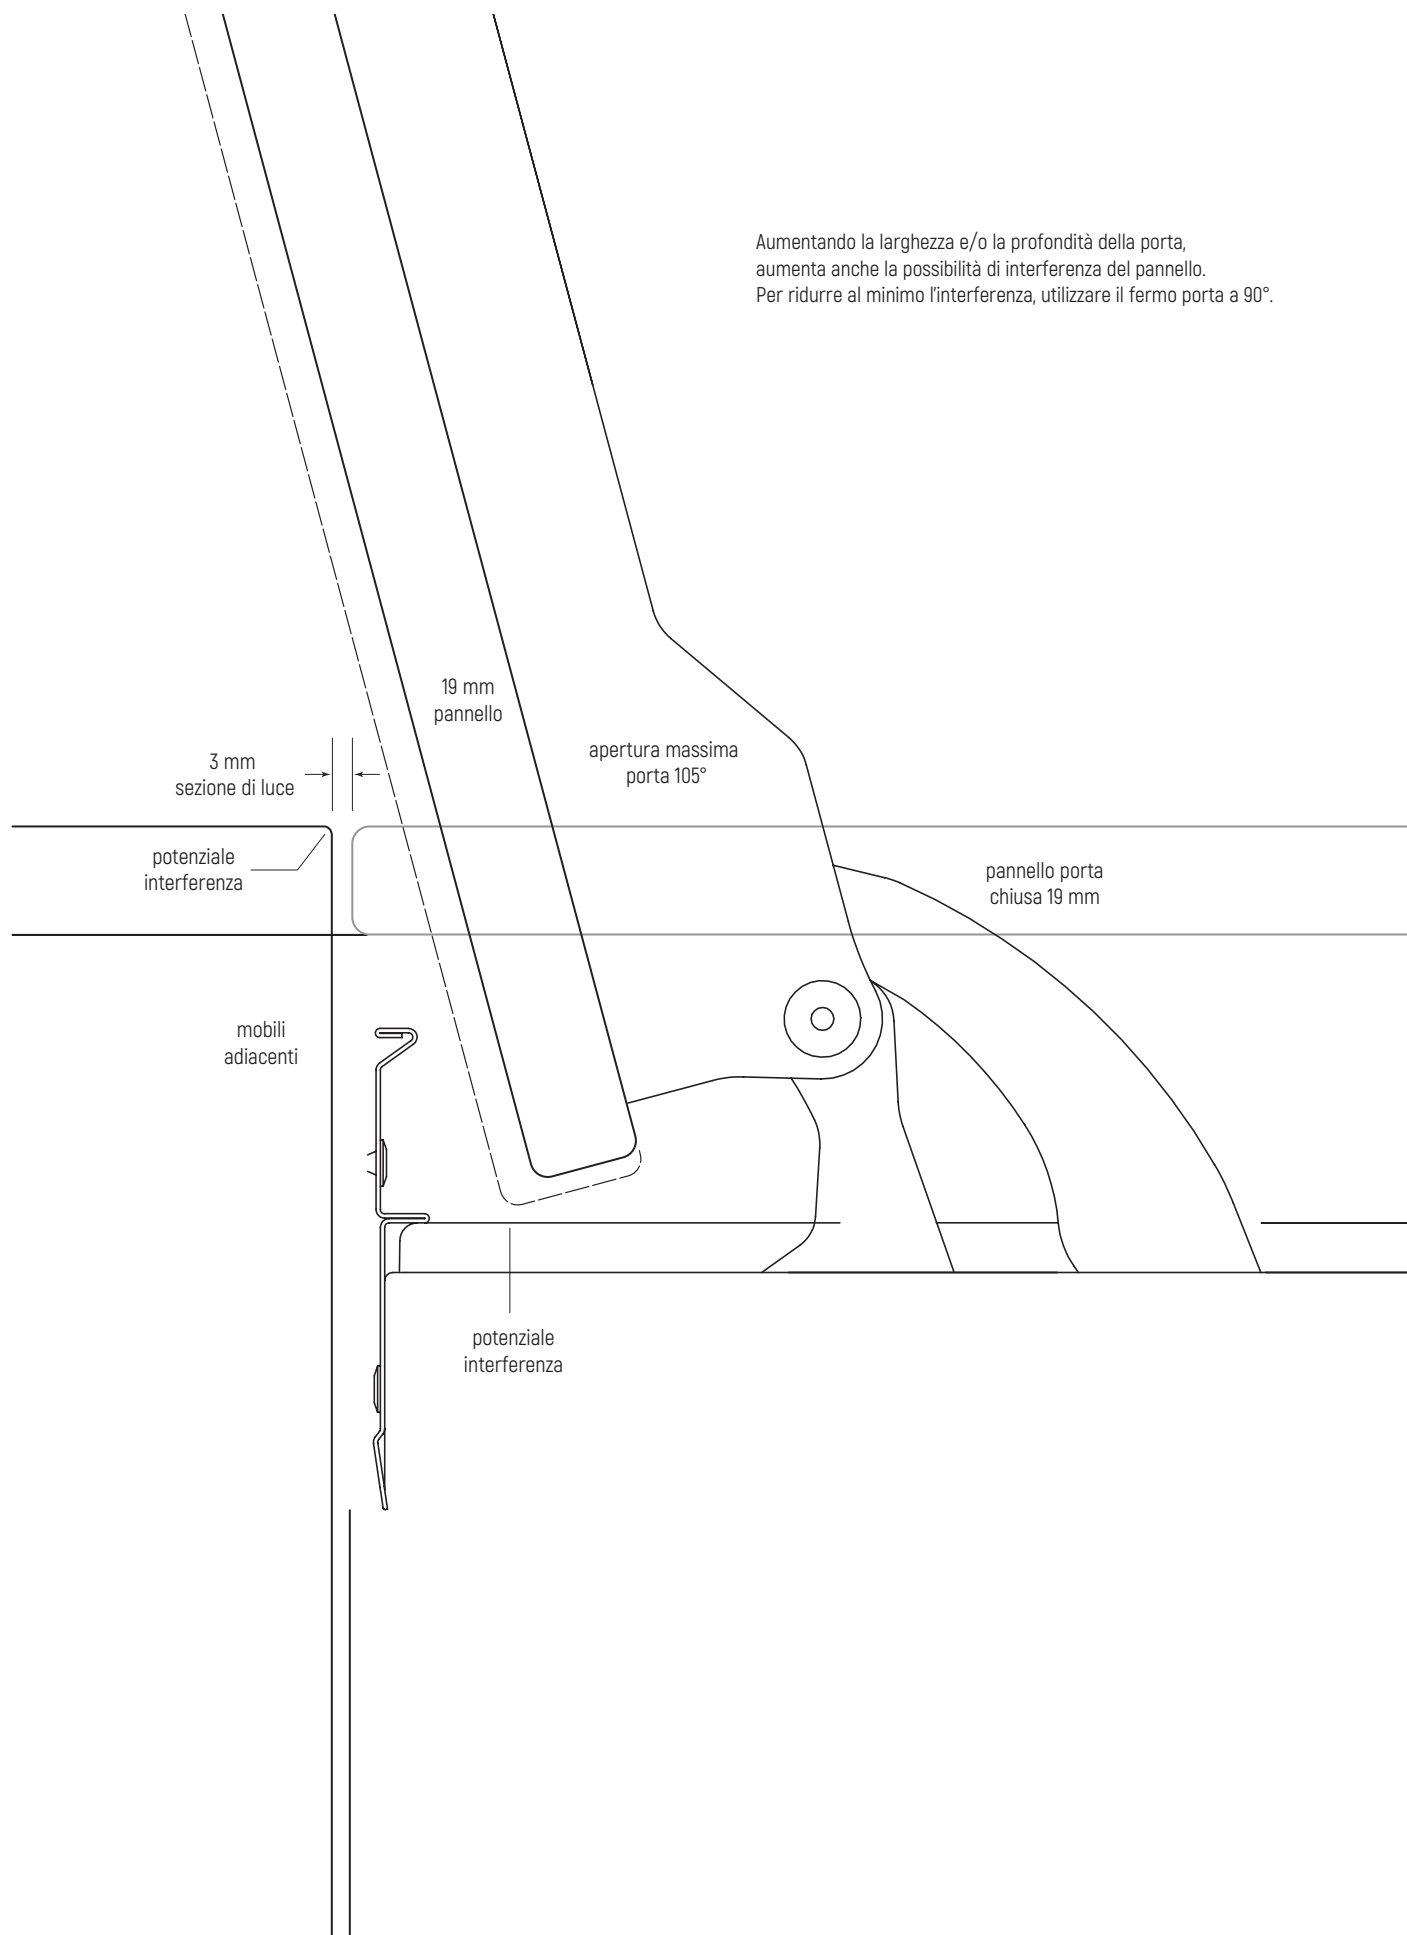 Aumentando la larghezza e/o la profondità della porta,
aumenta anche la possibilità di interferenza del pannello.
Per ridurre al minimo l'interferenza, utilizzare il fermo porta a 90°.
19 mm
pannello
apertura massima
porta 105°
3 mm
sezione di luce
potenziale
interferenza
pannello porta
chiusa 19 mm
mobili
adiacenti
potenziale
interferenza